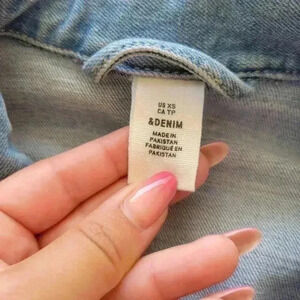 US XS
CA TP
&DENIM
MADE IN
PAKISTAN
FABRIQUÉ EN
PAKISTAN